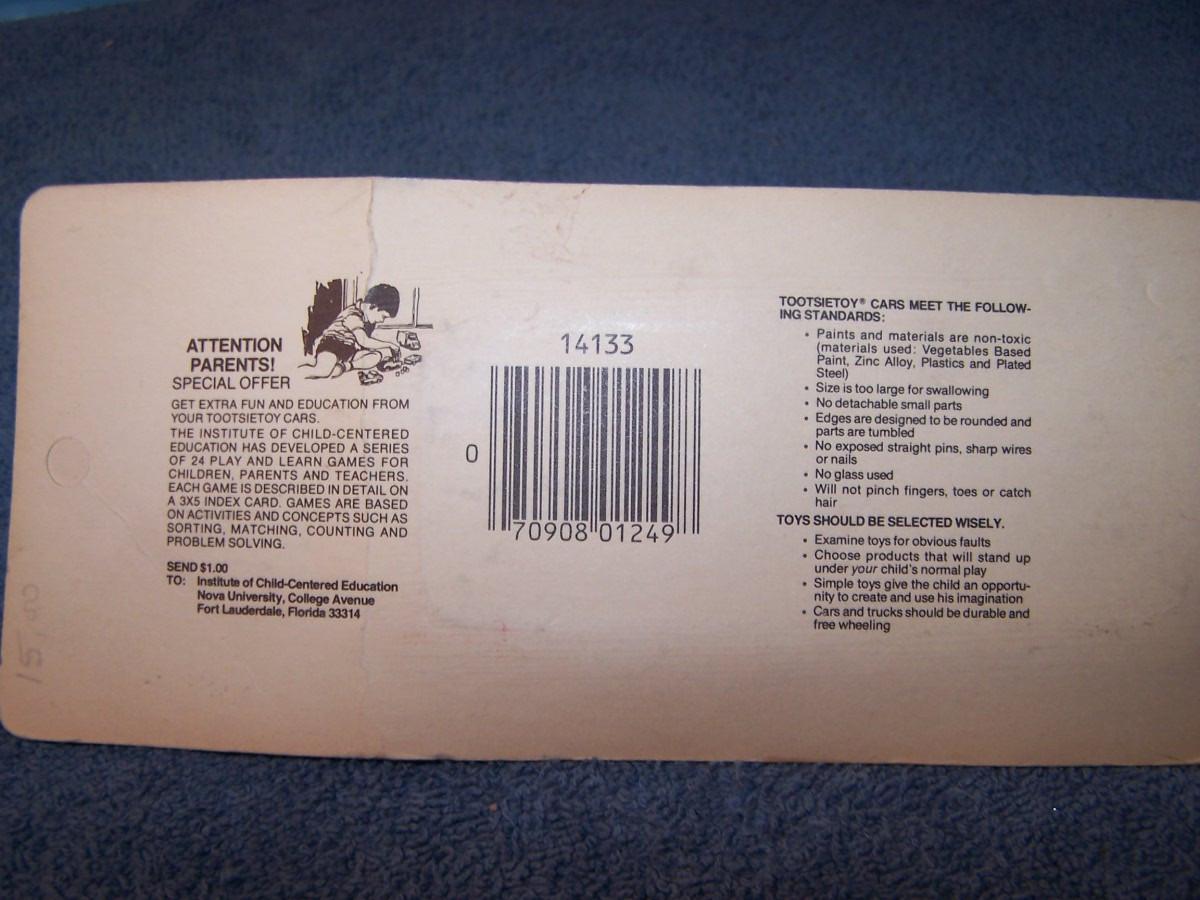 ATTENTION
PARENTS!
SPECIAL OFFER
GET EXTRA FUN AND EDUCATION FROM
YOUR TOOTSIETOY CARS.
THE INSTITUTE OF CHILD-CENTERED
EDUCATION HAS DEVELOPED A SERIES
OF 24 PLAY AND LEARN GAMES FOR
CHILDREN, PARENTS AND TEACHERS.
EACH GAME IS DESCRIBED IN DETAIL ON
A 3X5 INDEX CARD. GAMES ARE BASED
ON ACTIVITIES AND CONCEPTS SUCH AS
SORTING, MATCHING, COUNTING AND
PROBLEM SOLVING.
SEND $1.00
TO: Institute of Child-Centered Education
Nova University, College Avenue
Fort Lauderdale, Florida 33314
15.00
14133
0
70908 01249
TOOTSIETOY® CARS MEET THE FOLLOW-
ING STANDARDS:
• Paints and materials are non-toxic
(materials used: Vegetables Based
Paint, Zinc Alloy, Plastics and Plated
Steel)
• Size is too large for swallowing
• No detachable small parts
• Edges are designed to be rounded and
parts are tumbled
• No exposed straight pins, sharp wires
or nails
• No glass used
• Will not pinch fingers, toes or catch
hair
TOYS SHOULD BE SELECTED WISELY.
• Examine toys for obvious faults
• Choose products that will stand up
under your child's normal play
• Simple toys give the child an opportu-
nity to create and use his imagination
• Cars and trucks should be durable and
free wheeling